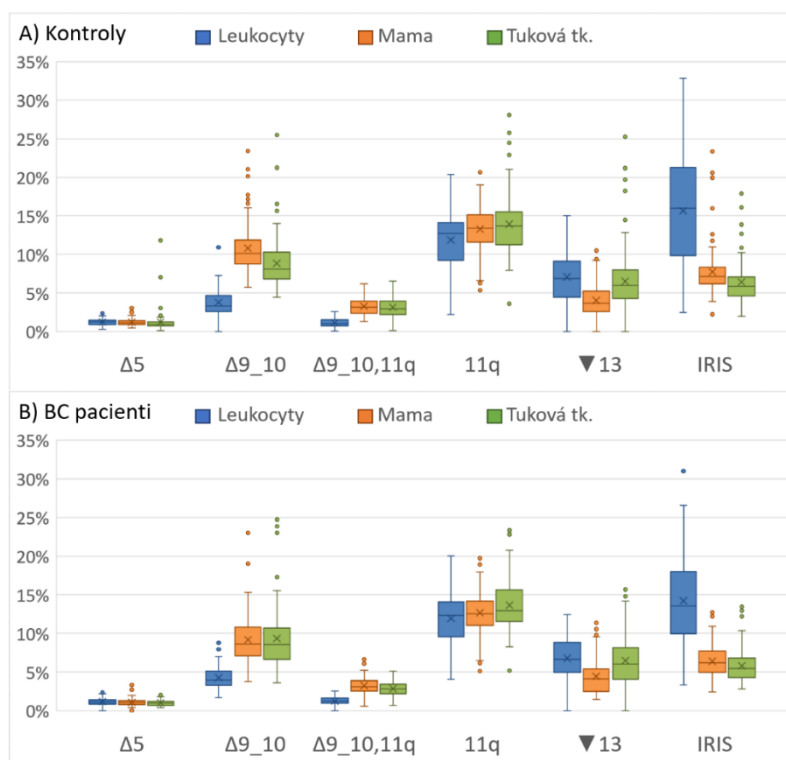 A) Kontroly
Leukocyty Mama Tuková tk.
35%
30%
25%
20%
15%
10%
5%
0%
Δ5 Δ9_10 Δ9_10,11q 11q ▼13 IRIS
B) BC pacienti
Leukocyty Mama Tuková tk.
35%
30%
25%
20%
15%
10%
5%
0%
Δ5 Δ9_10 Δ9_10,11q 11q ▼13 IRIS